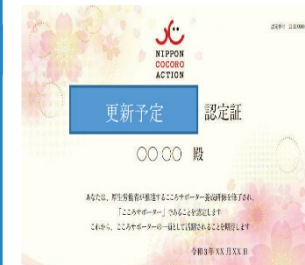 NIPPON
COCORO
ACTION
更新予定 認定証
〇〇 〇〇 殿
あなたは、厚生労働省が推進するこころサポーター養成研修を修了され、
「こころサポーター」であることを認定します
これから、こころサポーターの一員として活躍されることを期待します
令和3年 XX 月 XX 日